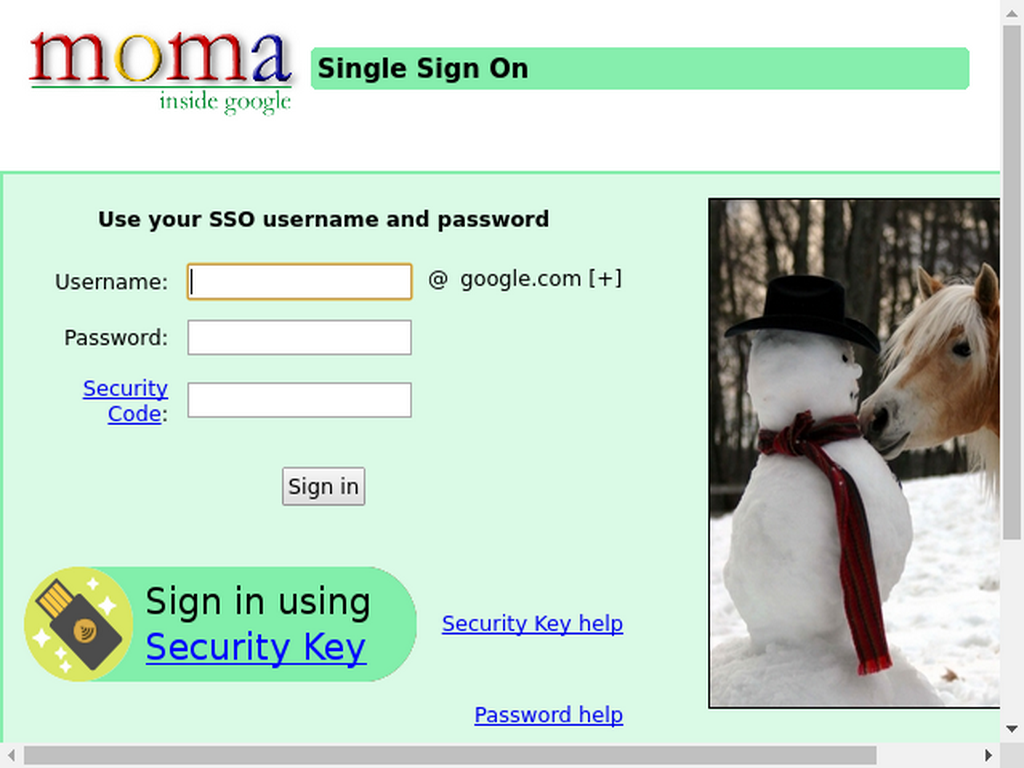 moma
inside google
Single Sign On
Use your SSO username and password
Username:
@ google.com [+]
Password:
Security
Code:
Sign in
Sign in using
Security Key
Security Key help
Password help